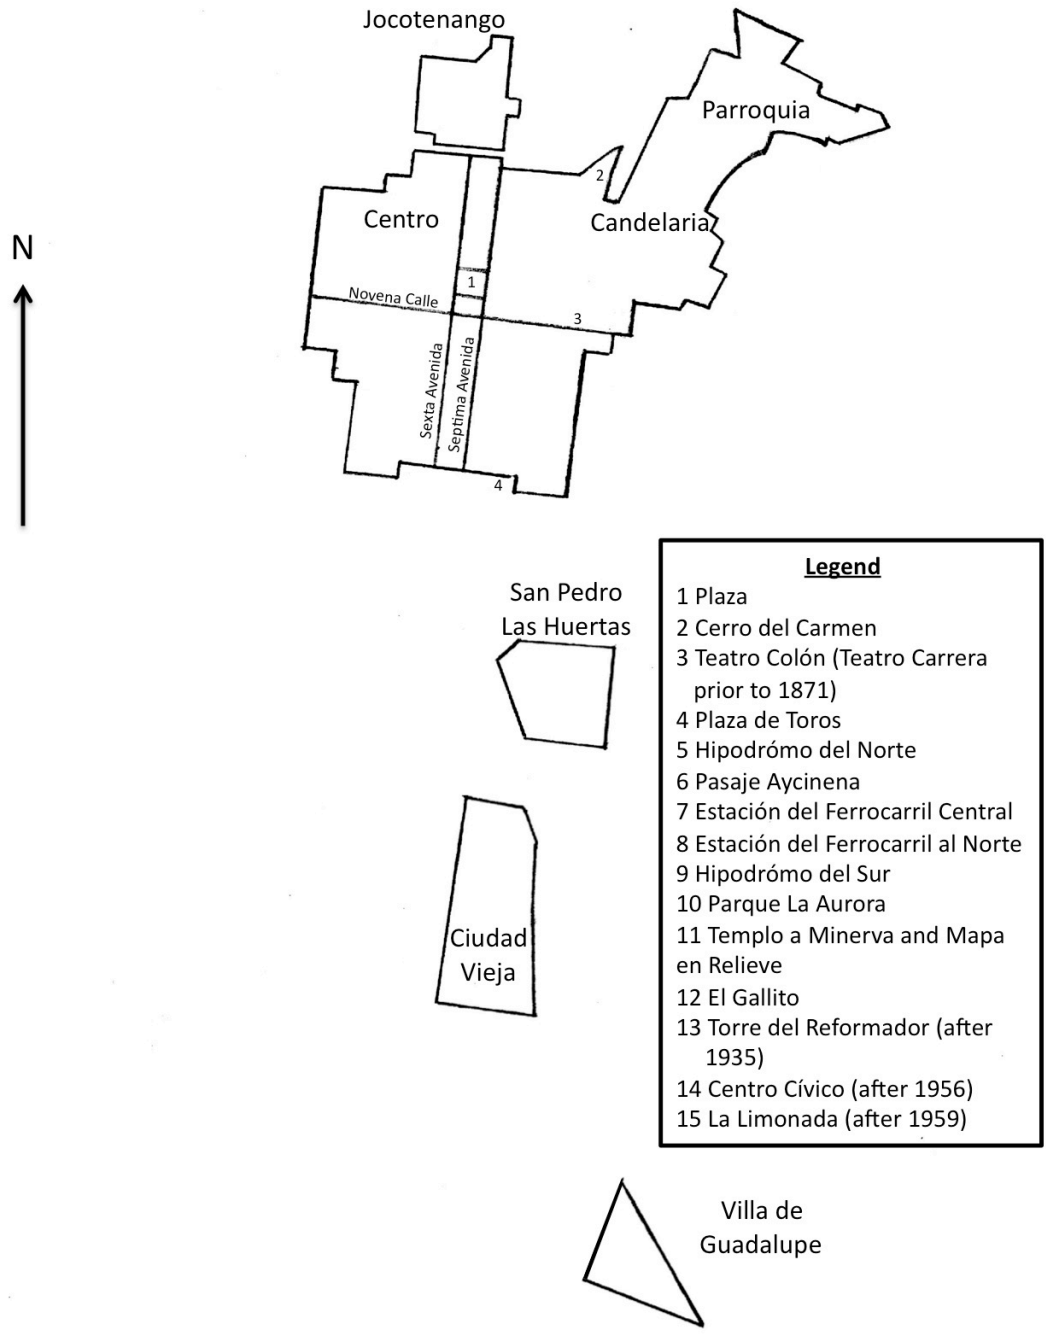 Jocotenango
Parroquia
2
Candelaria
Centro
N
1
Novena Calle
3
Sexta Avenida
Septima Avenida
4
San Pedro
Las Huertas
Ciudad
Vieja
Legend
1 Plaza
2 Cerro del Carmen
3 Teatro Colón (Teatro Carrera
prior to 1871)
4 Plaza de Toros
5 Hipodrómo del Norte
6 Pasaje Aycinena
7 Estación del Ferrocarril Central
8 Estación del Ferrocarril al Norte
9 Hipodrómo del Sur
10 Parque La Aurora
11 Templo a Minerva and Mapa
en Relieve
12 El Gallito
13 Torre del Reformador (after
1935)
14 Centro Cívico (after 1956)
15 La Limonada (after 1959)
Villa de
Guadalupe